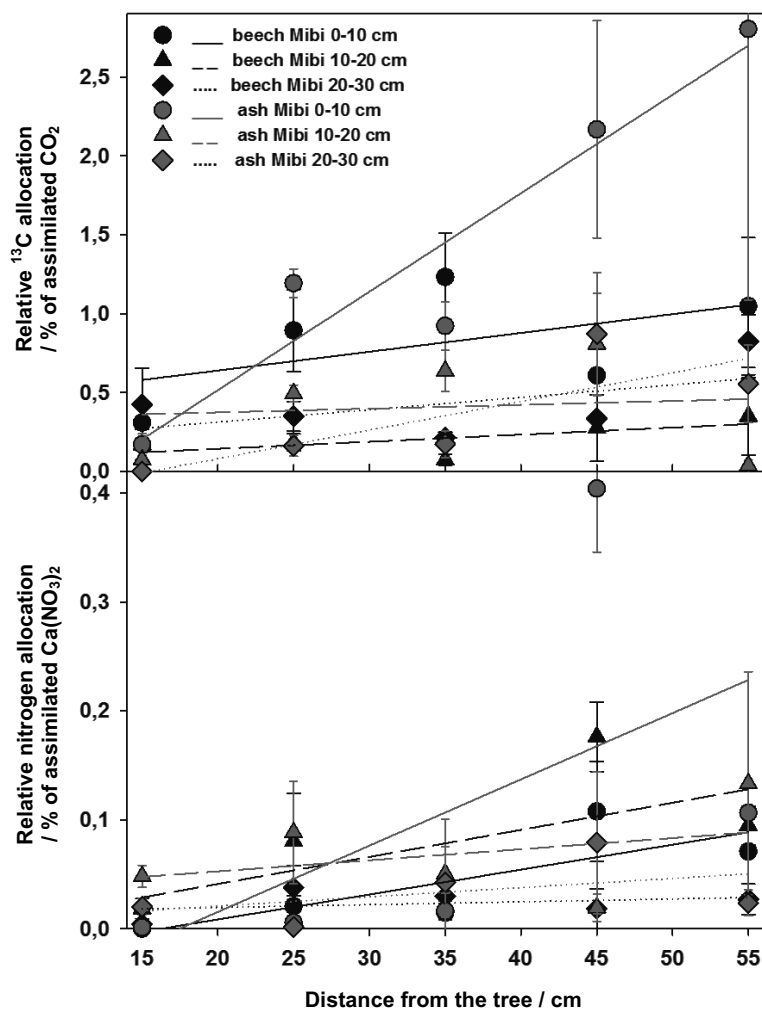 beech Mibi 0-10 cm
beech Mibi 10-20 cm
beech Mibi 20-30 cm
ash Mibi 0-10 cm
ash Mibi 10-20 cm
ash Mibi 20-30 cm
Relative ¹³C allocation
/ % of assimilated CO₂
2,5
2,0
1,5
1,0
0,5
0,0
Relative nitrogen allocation
/ % of assimilated Ca(NO₃)₂
0,4
0,3
0,2
0,1
0,0
15 20 25 30 35 40 45 50 55
Distance from the tree / cm